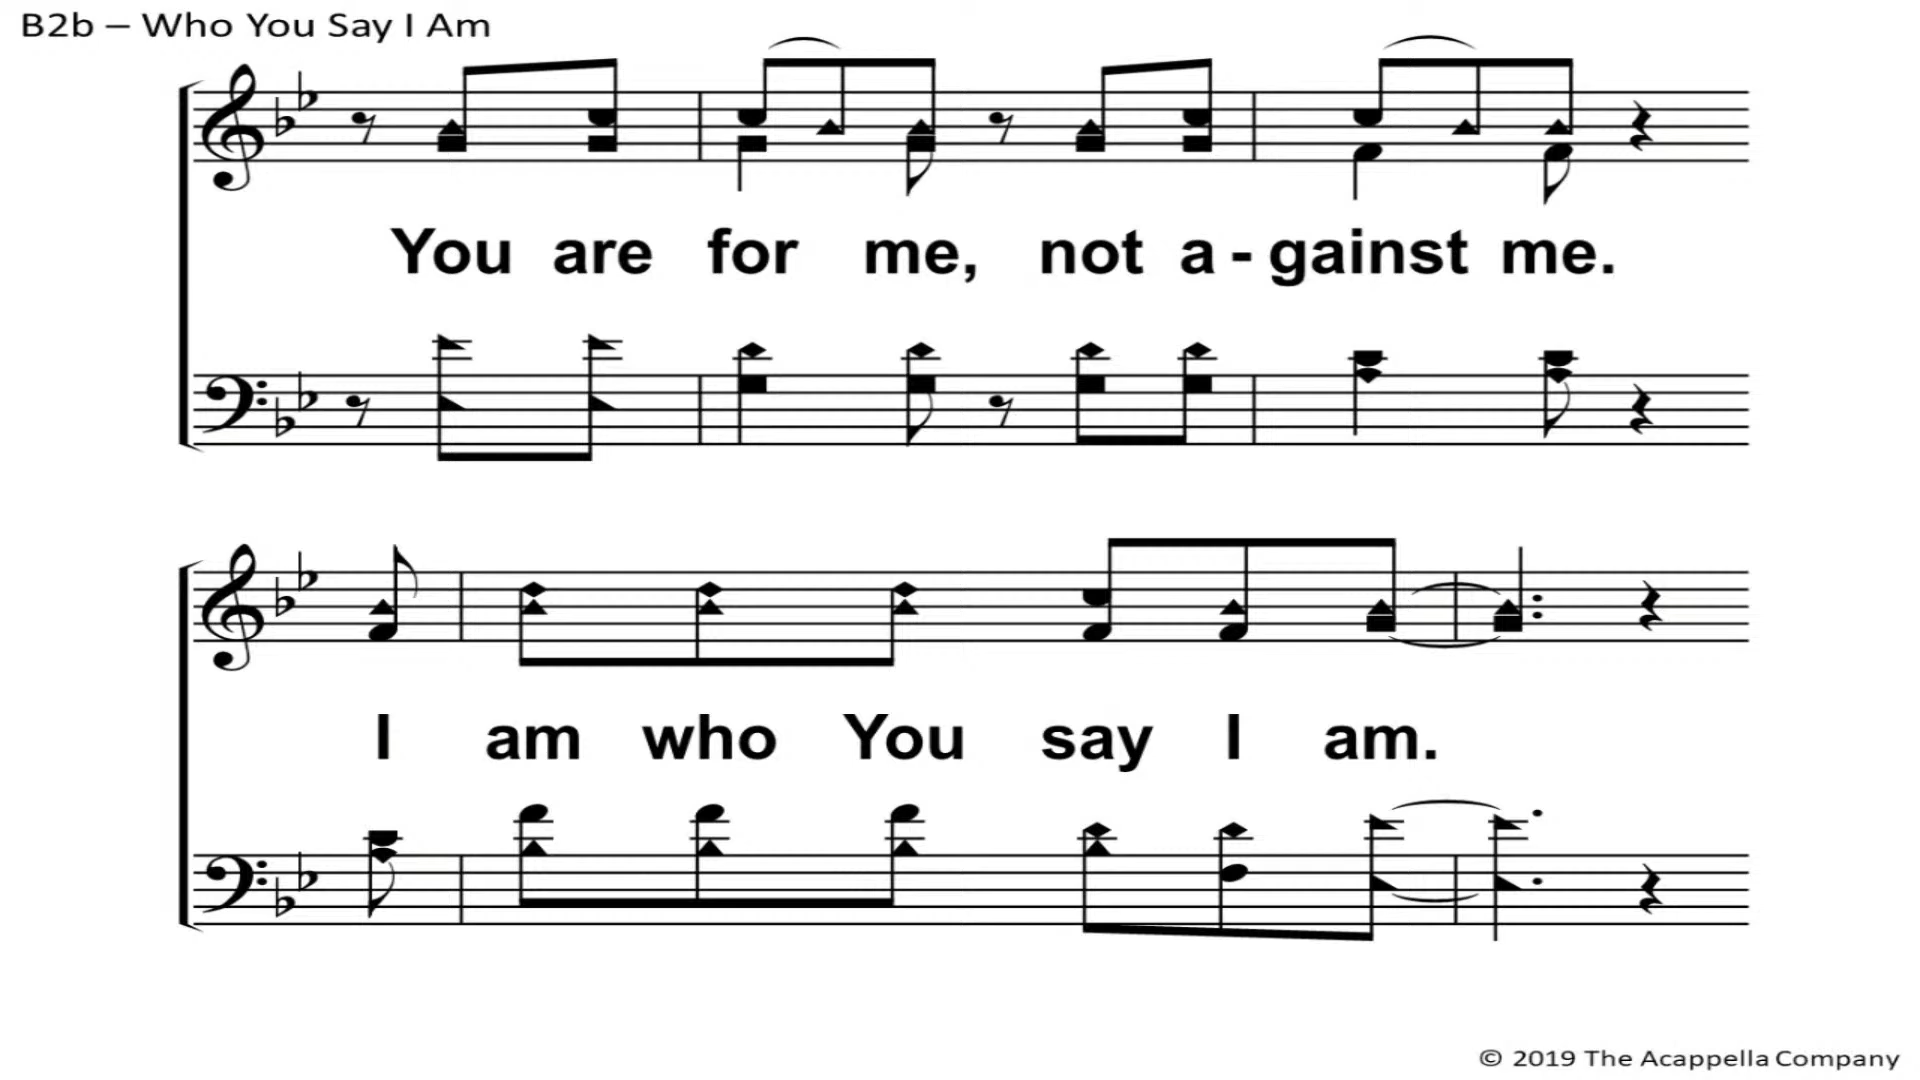 B2b – Who You Say I Am
You are for me, not a - gainst me.
I am who You say I am.
© 2019 The Acappella Company